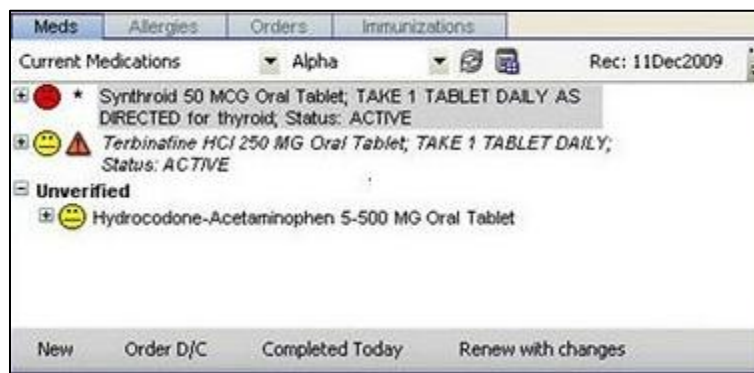 Meds Allergies Orders Immunizations
Current Medications Alpha Rec: 11Dec2009
* Synthroid 50 MCG Oral Tablet; TAKE 1 TABLET DAILY AS
DIRECTED for thyroid; Status: ACTIVE
Terbinafine HCl 250 MG Oral Tablet; TAKE 1 TABLET DAILY;
Status: ACTIVE
Unverified
Hydrocodone-Acetaminophen 5-500 MG Oral Tablet
New Order D/C Completed Today Renew with changes